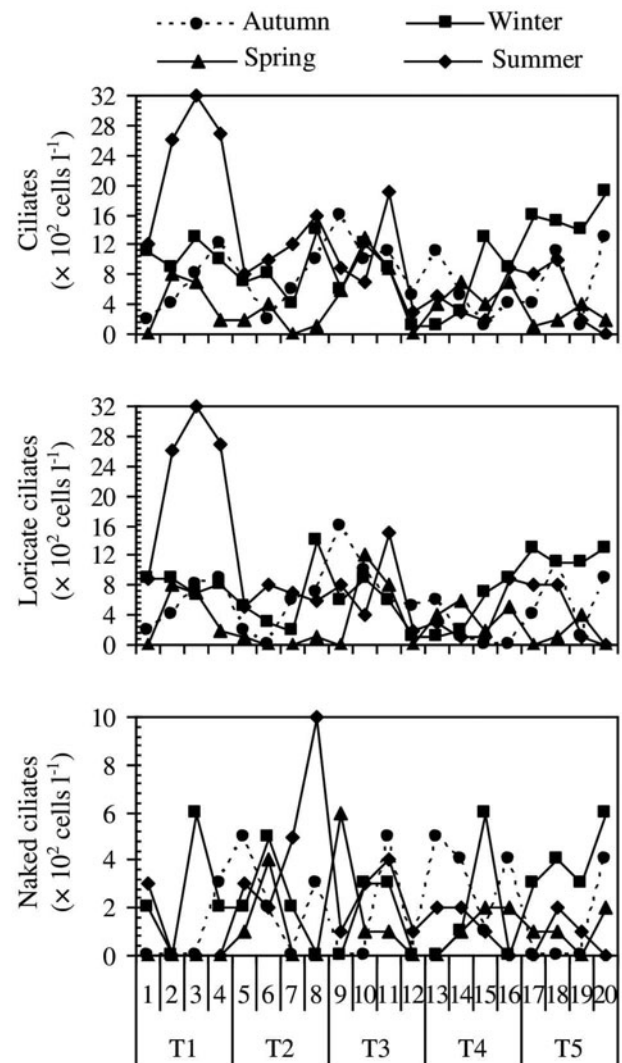 Autumn Winter
Spring Summer
Ciliates
(× 10² cells l⁻¹)
32
28
24
20
16
12
8
4
0
Loricate ciliates
(× 10² cells l⁻¹)
32
28
24
20
16
12
8
4
0
Naked ciliates
(× 10² cells l⁻¹)
10
8
6
4
2
0
1 2 3 4 5 6 7 8 9 10 11 12 13 14 15 16 17 18 19 20
T1 T2 T3 T4 T5